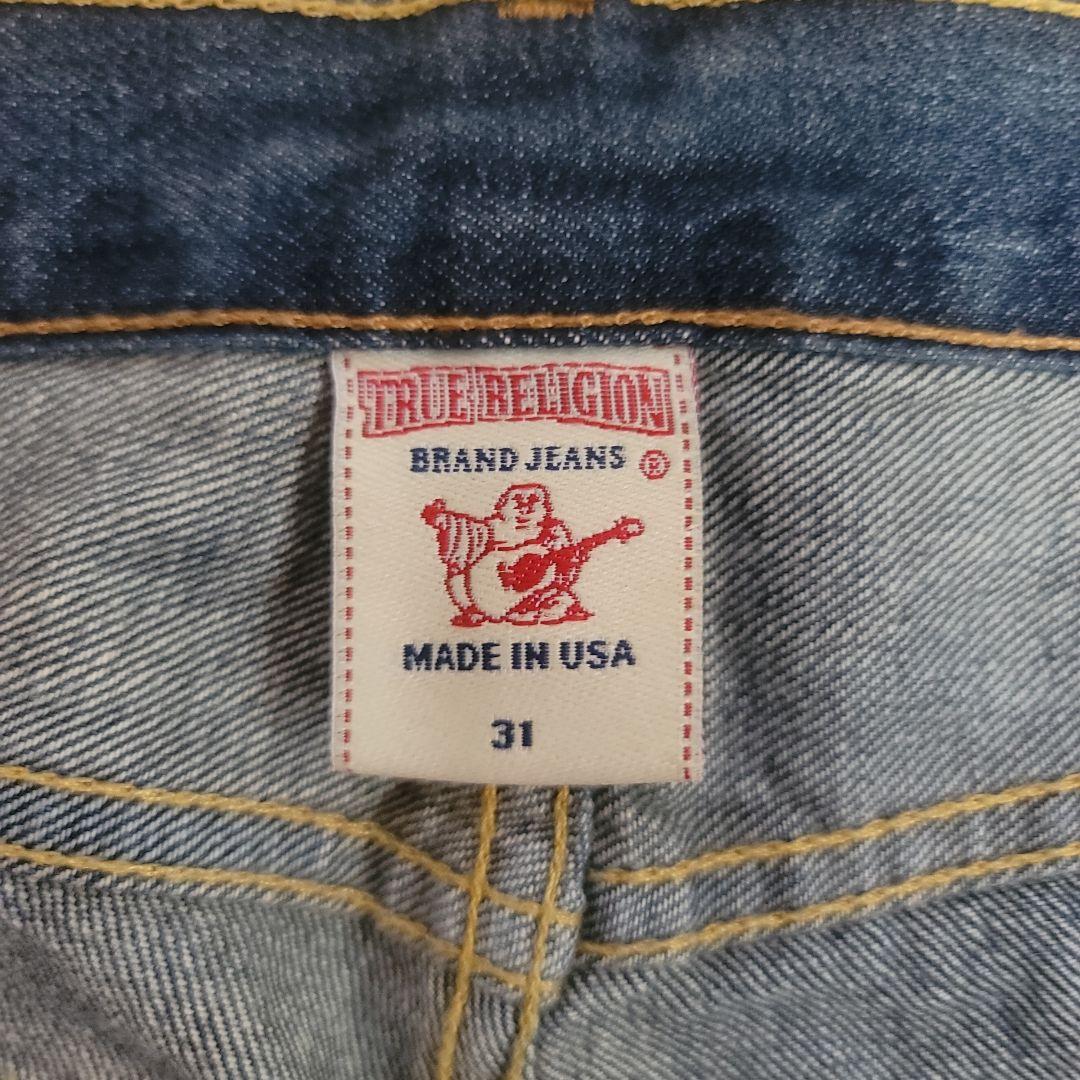 TRUE RELIGION
BRAND JEANS ®
MADE IN USA
31